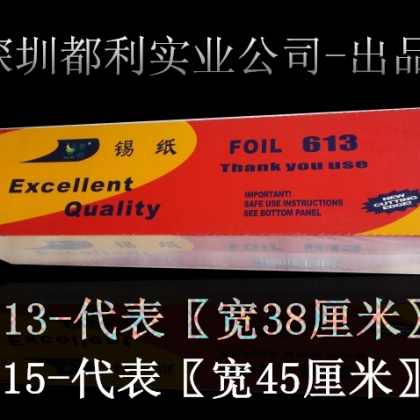 深圳都利实业公司-出品
锡 纸
FOIL 613
Thank you use
Excellent
Quality
IMPORTANT!
SAFE USE INSTRUCTIONS
SEE BOTTOM PANEL
NEW
CUTTING
EDGE!
13-代表〖宽38厘米〗
15-代表〖宽45厘米〗